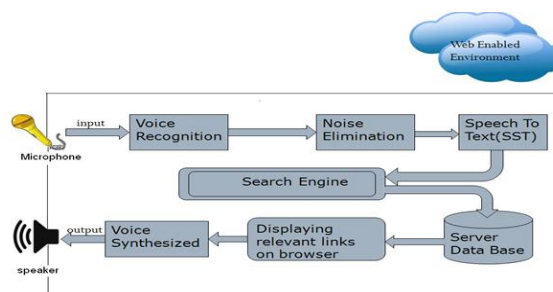 Web Enabled
Environment
input
Voice
Recognition
Noise
Elimination
Speech To
Text(SST)
Microphone
Search Engine
output
Voice
Synthesized
Displaying
relevant links
on browser
Server
Data Base
speaker